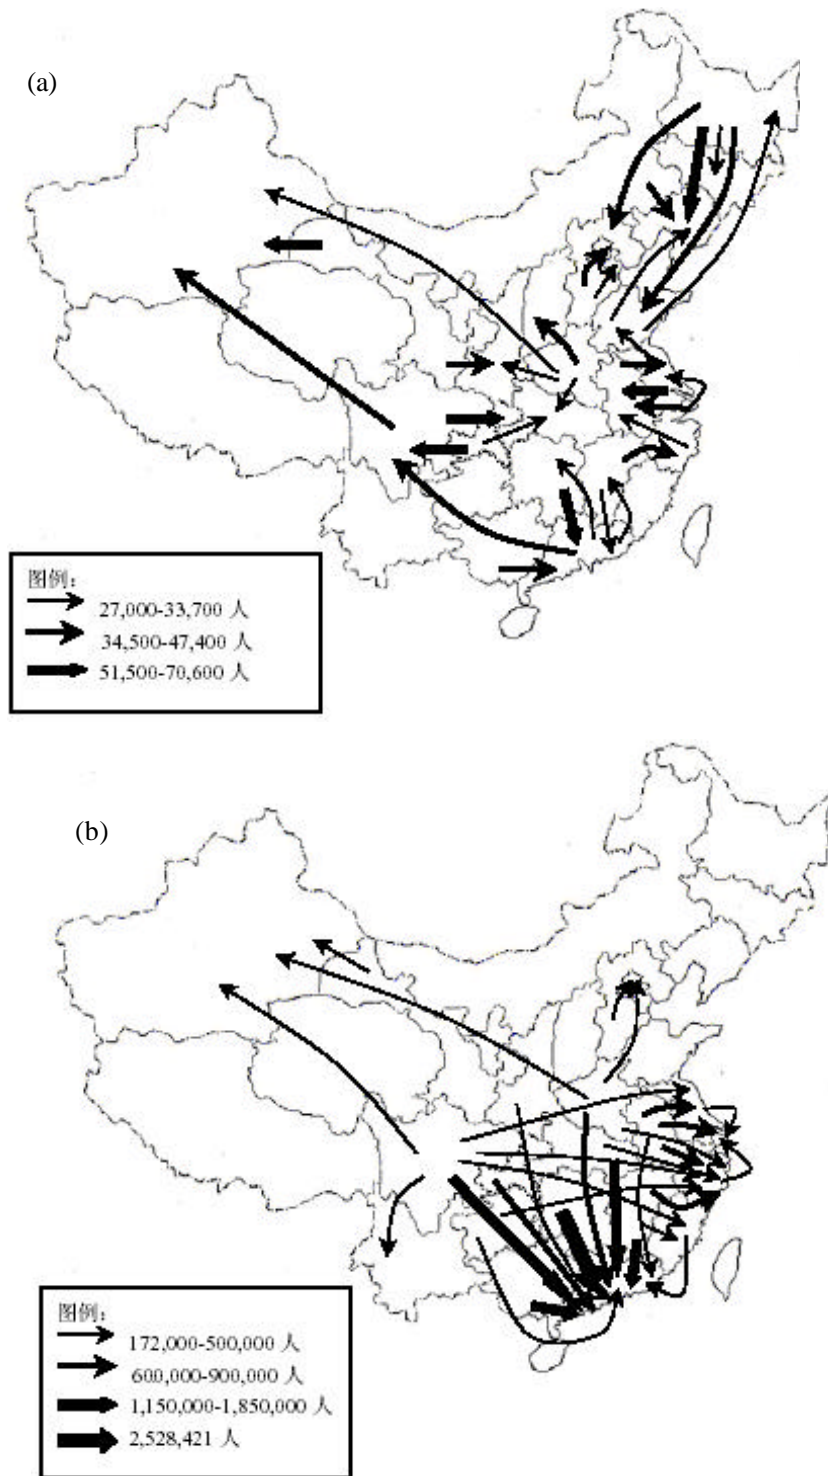 (a)
图例：
27,000-33,700 人
34,500-47,400 人
51,500-70,600 人
(b)
图例：
172,000-500,000 人
600,000-900,000 人
1,150,000-1,850,000 人
2,528,421 人